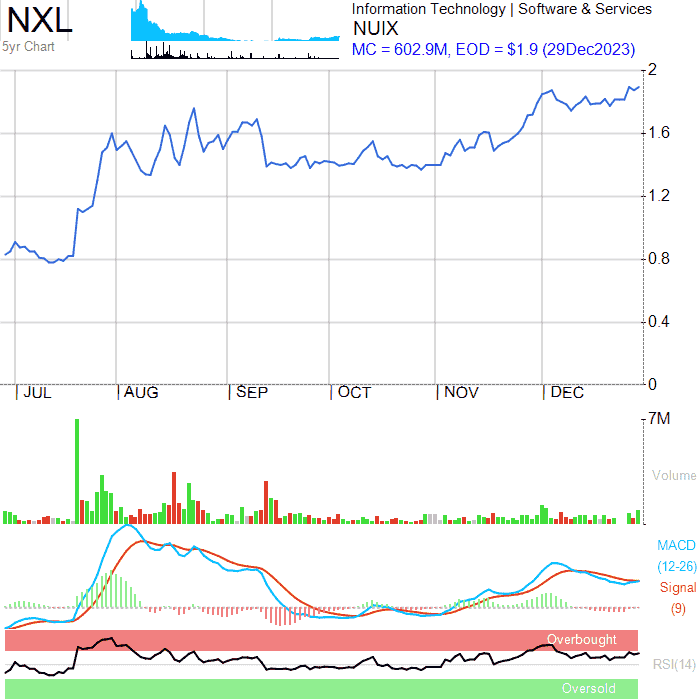 NXL
5yr Chart
Information Technology | Software & Services
NUIX
MC = 602.9M, EOD = $1.9 (29Dec2023)
2
1.6
1.2
0.8
0.4
0
JUL
AUG
SEP
OCT
NOV
DEC
7M
Volume
MACD
(12-26)
Signal
(9)
Overbought
RSI(14)
Oversold